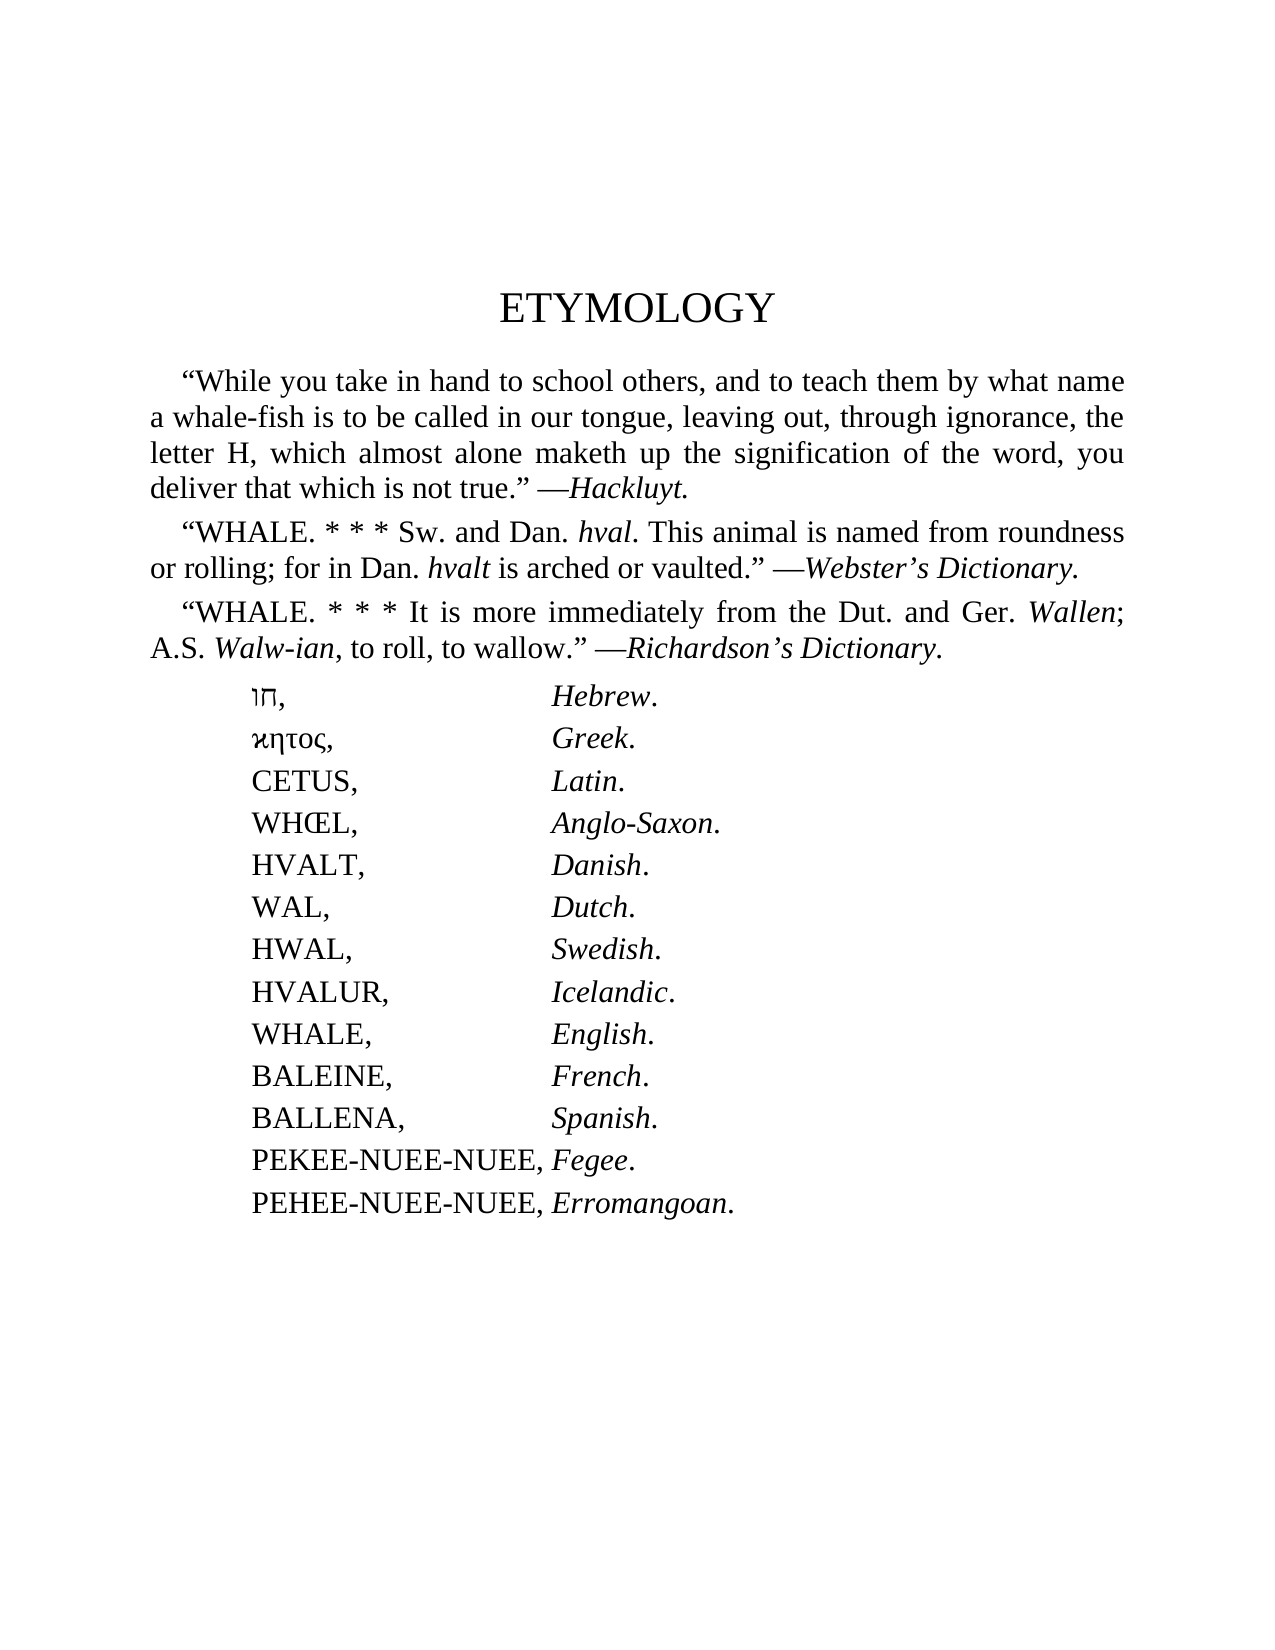 ETYMOLOGY
“While you take in hand to school others, and to teach them by what name
a whale-fish is to be called in our tongue, leaving out, through ignorance, the
letter H, which almost alone maketh up the signification of the word, you
deliver that which is not true.” —Hackluyt.
“WHALE. * * * Sw. and Dan. hval. This animal is named from roundness
or rolling; for in Dan. hvalt is arched or vaulted.” —Webster’s Dictionary.
“WHALE. * * * It is more immediately from the Dut. and Ger. Wallen;
A.S. Walw-ian, to roll, to wallow.” —Richardson’s Dictionary.
חו, Hebrew.
ϰητος, Greek.
CETUS, Latin.
WHŒL, Anglo-Saxon.
HVALT, Danish.
WAL, Dutch.
HWAL, Swedish.
HVALUR, Icelandic.
WHALE, English.
BALEINE, French.
BALLENA, Spanish.
PEKEE-NUEE-NUEE, Fegee.
PEHEE-NUEE-NUEE, Erromangoan.